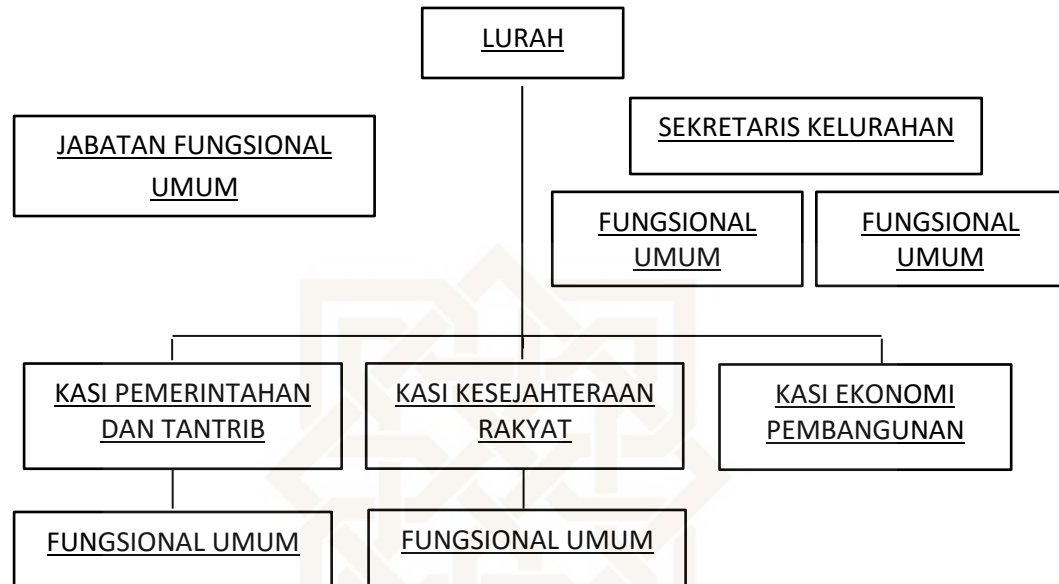 LURAH
SEKRETARIS KELURAHAN
JABATAN FUNGSIONAL
UMUM
FUNGSIONAL
UMUM
FUNGSIONAL
UMUM
KASI PEMERINTAHAN
DAN TANTRIB
KASI KESEJAHTERAAN
RAKYAT
KASI EKONOMI
PEMBANGUNAN
FUNGSIONAL UMUM
FUNGSIONAL UMUM